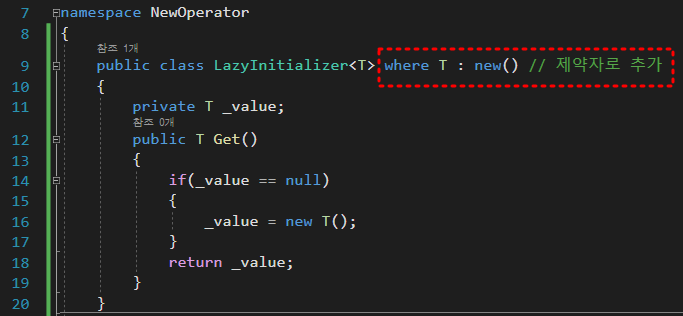 7 namespace NewOperator
8 {
참조 1개
9 public class LazyInitializer<T> where T : new() // 제약자로 추가
10 {
11 private T _value;
참조 0개
12 public T Get()
13 {
14 if(_value == null)
15 {
16 _value = new T();
17 }
18 return _value;
19 }
20 }